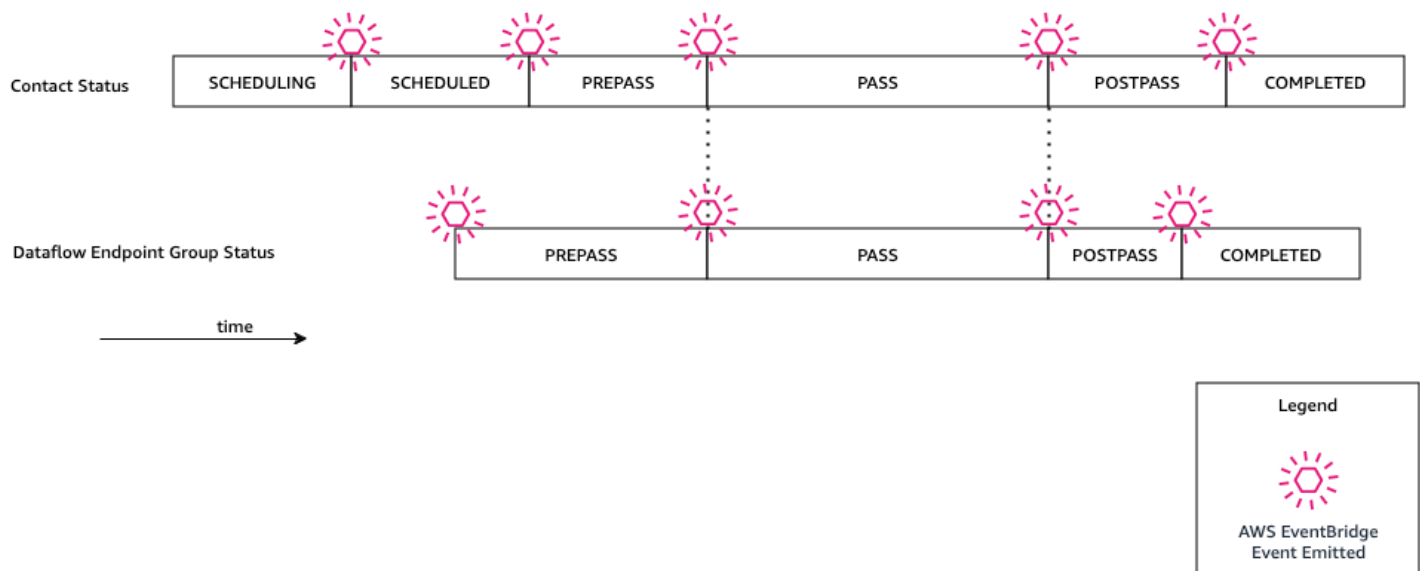 Contact Status
SCHEDULING
SCHEDULED
PREPASS
PASS
POSTPASS
COMPLETED
Dataflow Endpoint Group Status
PREPASS
PASS
POSTPASS
COMPLETED
time
Legend
AWS EventBridge
Event Emitted